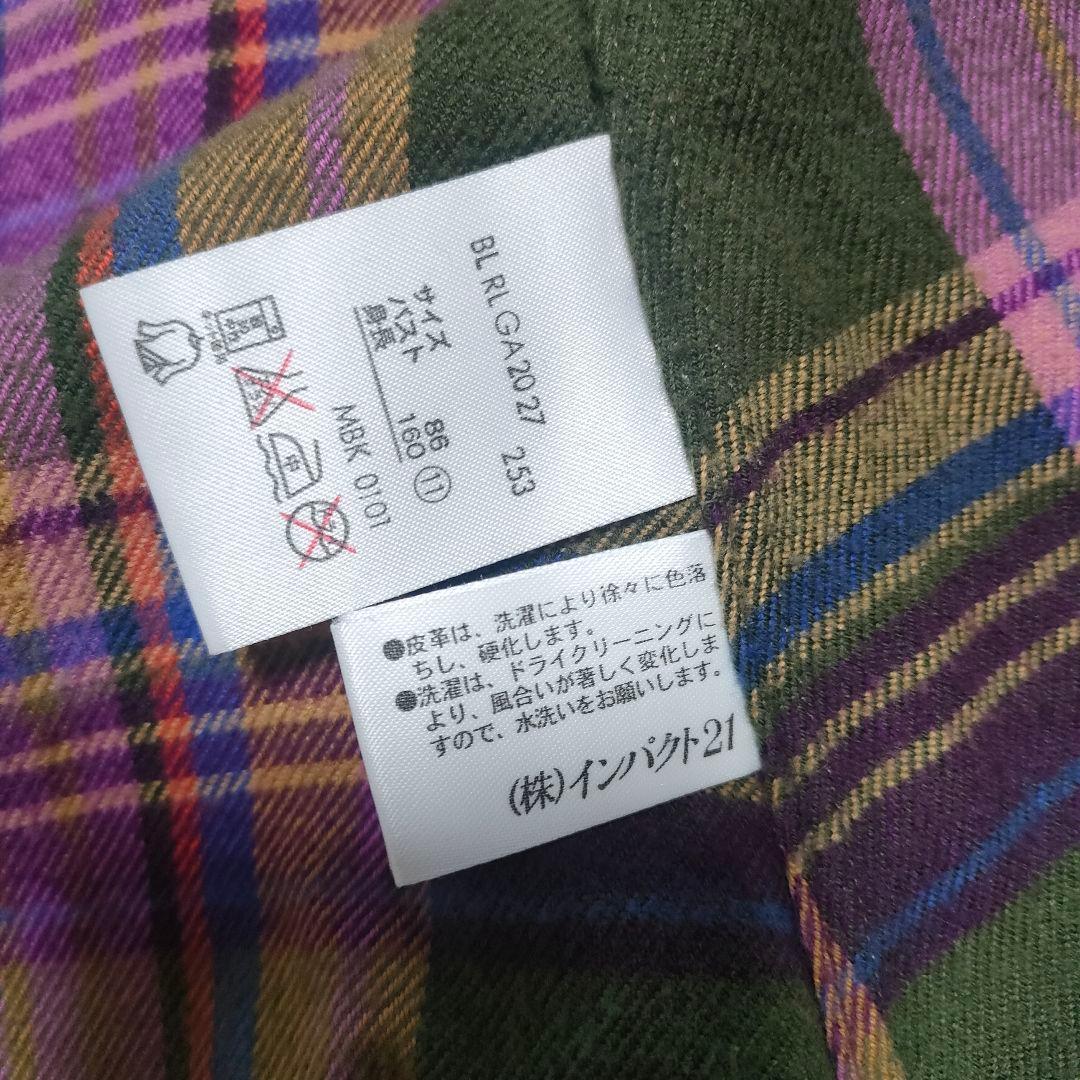 BL RL GA20 27 253
サイズ
バスト 86 ⑪
身長 160
MBK 0101
●皮革は、洗濯により徐々に色落
ちし、硬化します。
●洗濯は、ドライクリーニングに
より、風合いが著しく変化しま
すので、水洗いをお願いします。
(株)インパクト21